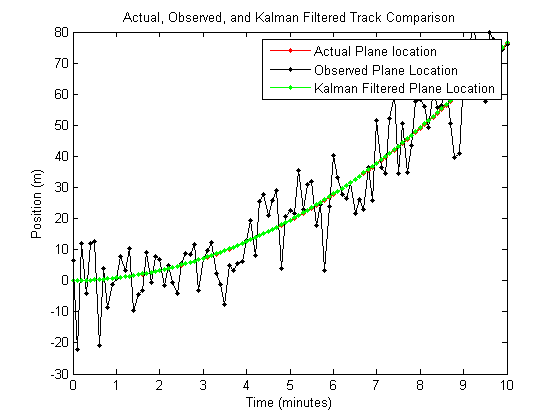 Actual, Observed, and Kalman Filtered Track Comparison
80
70
60
50
40
30
20
10
0
-10
-20
-30
Position (m)
Actual Plane location
Observed Plane Location
Kalman Filtered Plane Location
0 1 2 3 4 5 6 7 8 9 10
Time (minutes)